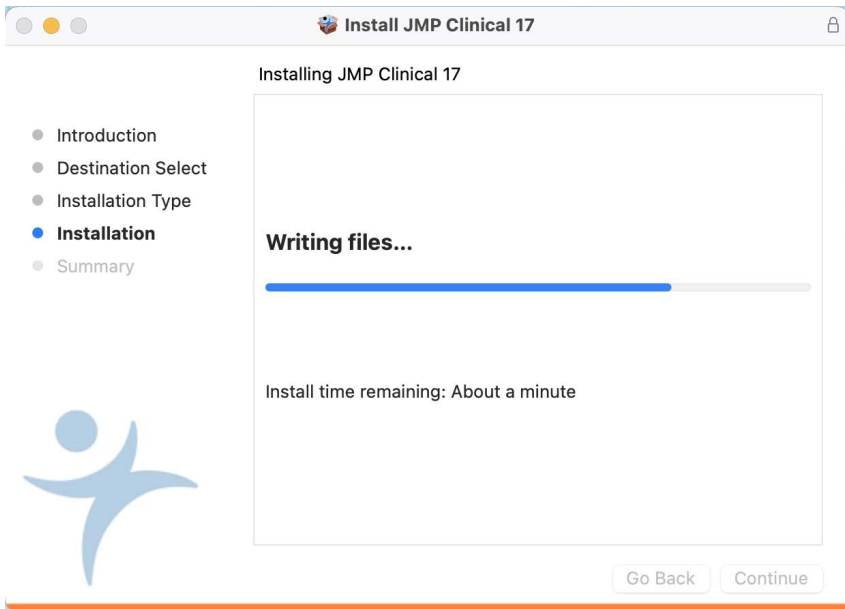 Install JMP Clinical 17
Installing JMP Clinical 17
Introduction
Destination Select
Installation Type
Installation
Summary
Writing files...
Install time remaining: About a minute
Go Back
Continue